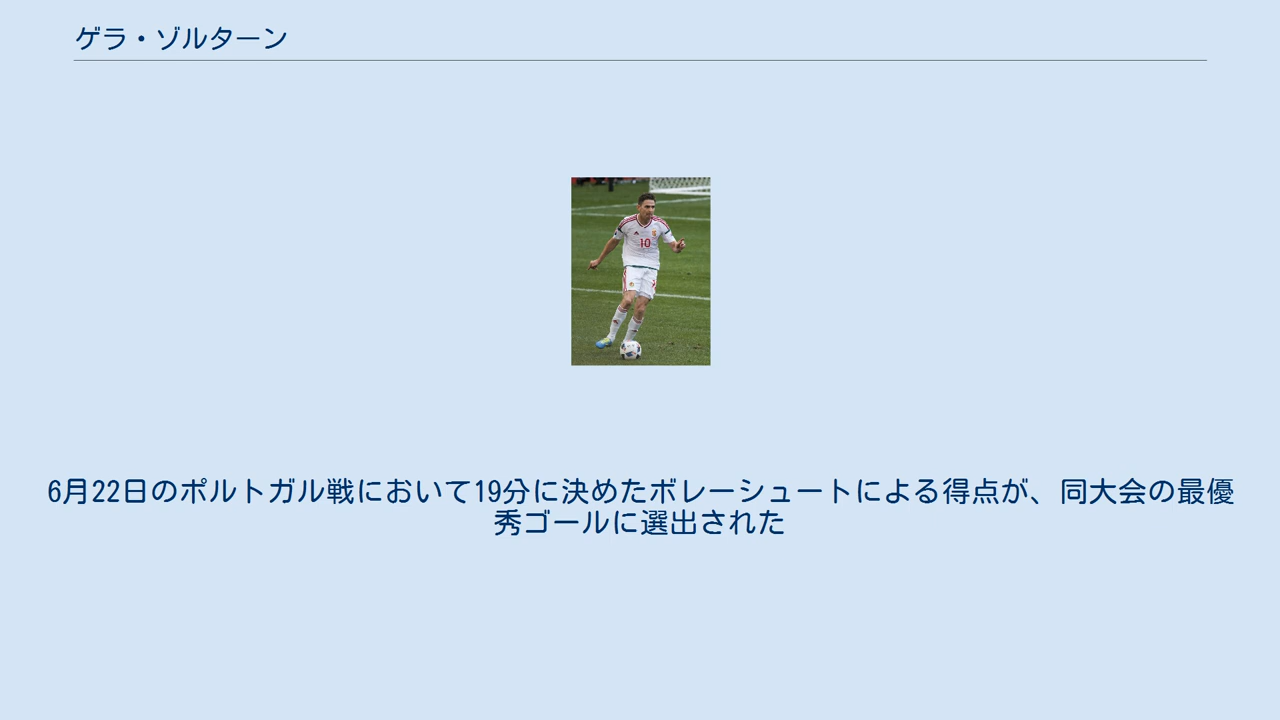 ゲラ・ゾルターン
10
6月22日のポルトガル戦において19分に決めたボレーシュートによる得点が、同大会の最優
秀ゴールに選出された